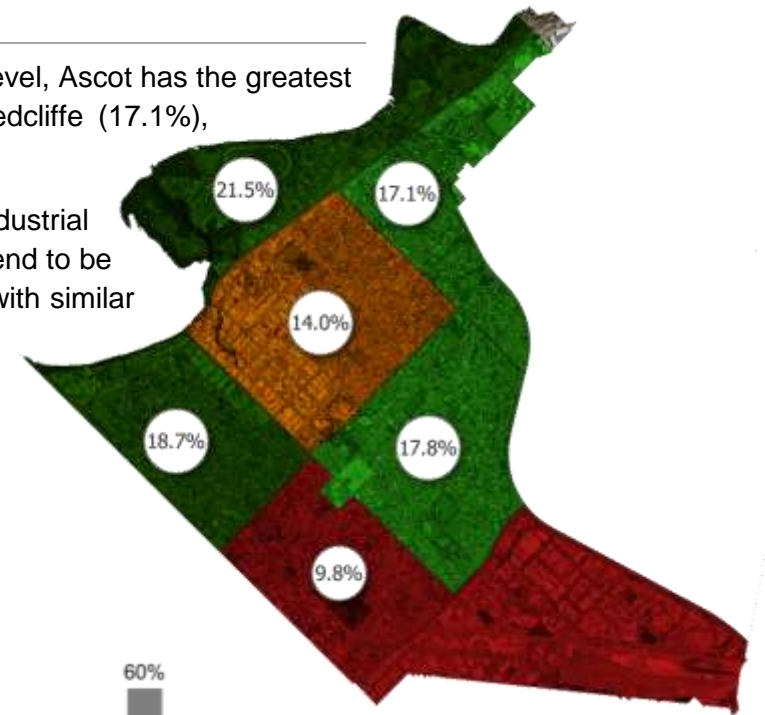 evel, Ascot has the greatest
edcliffe (17.1%),
dustrial
end to be
with similar
21.5%
17.1%
14.0%
18.7%
17.8%
9.8%
60%